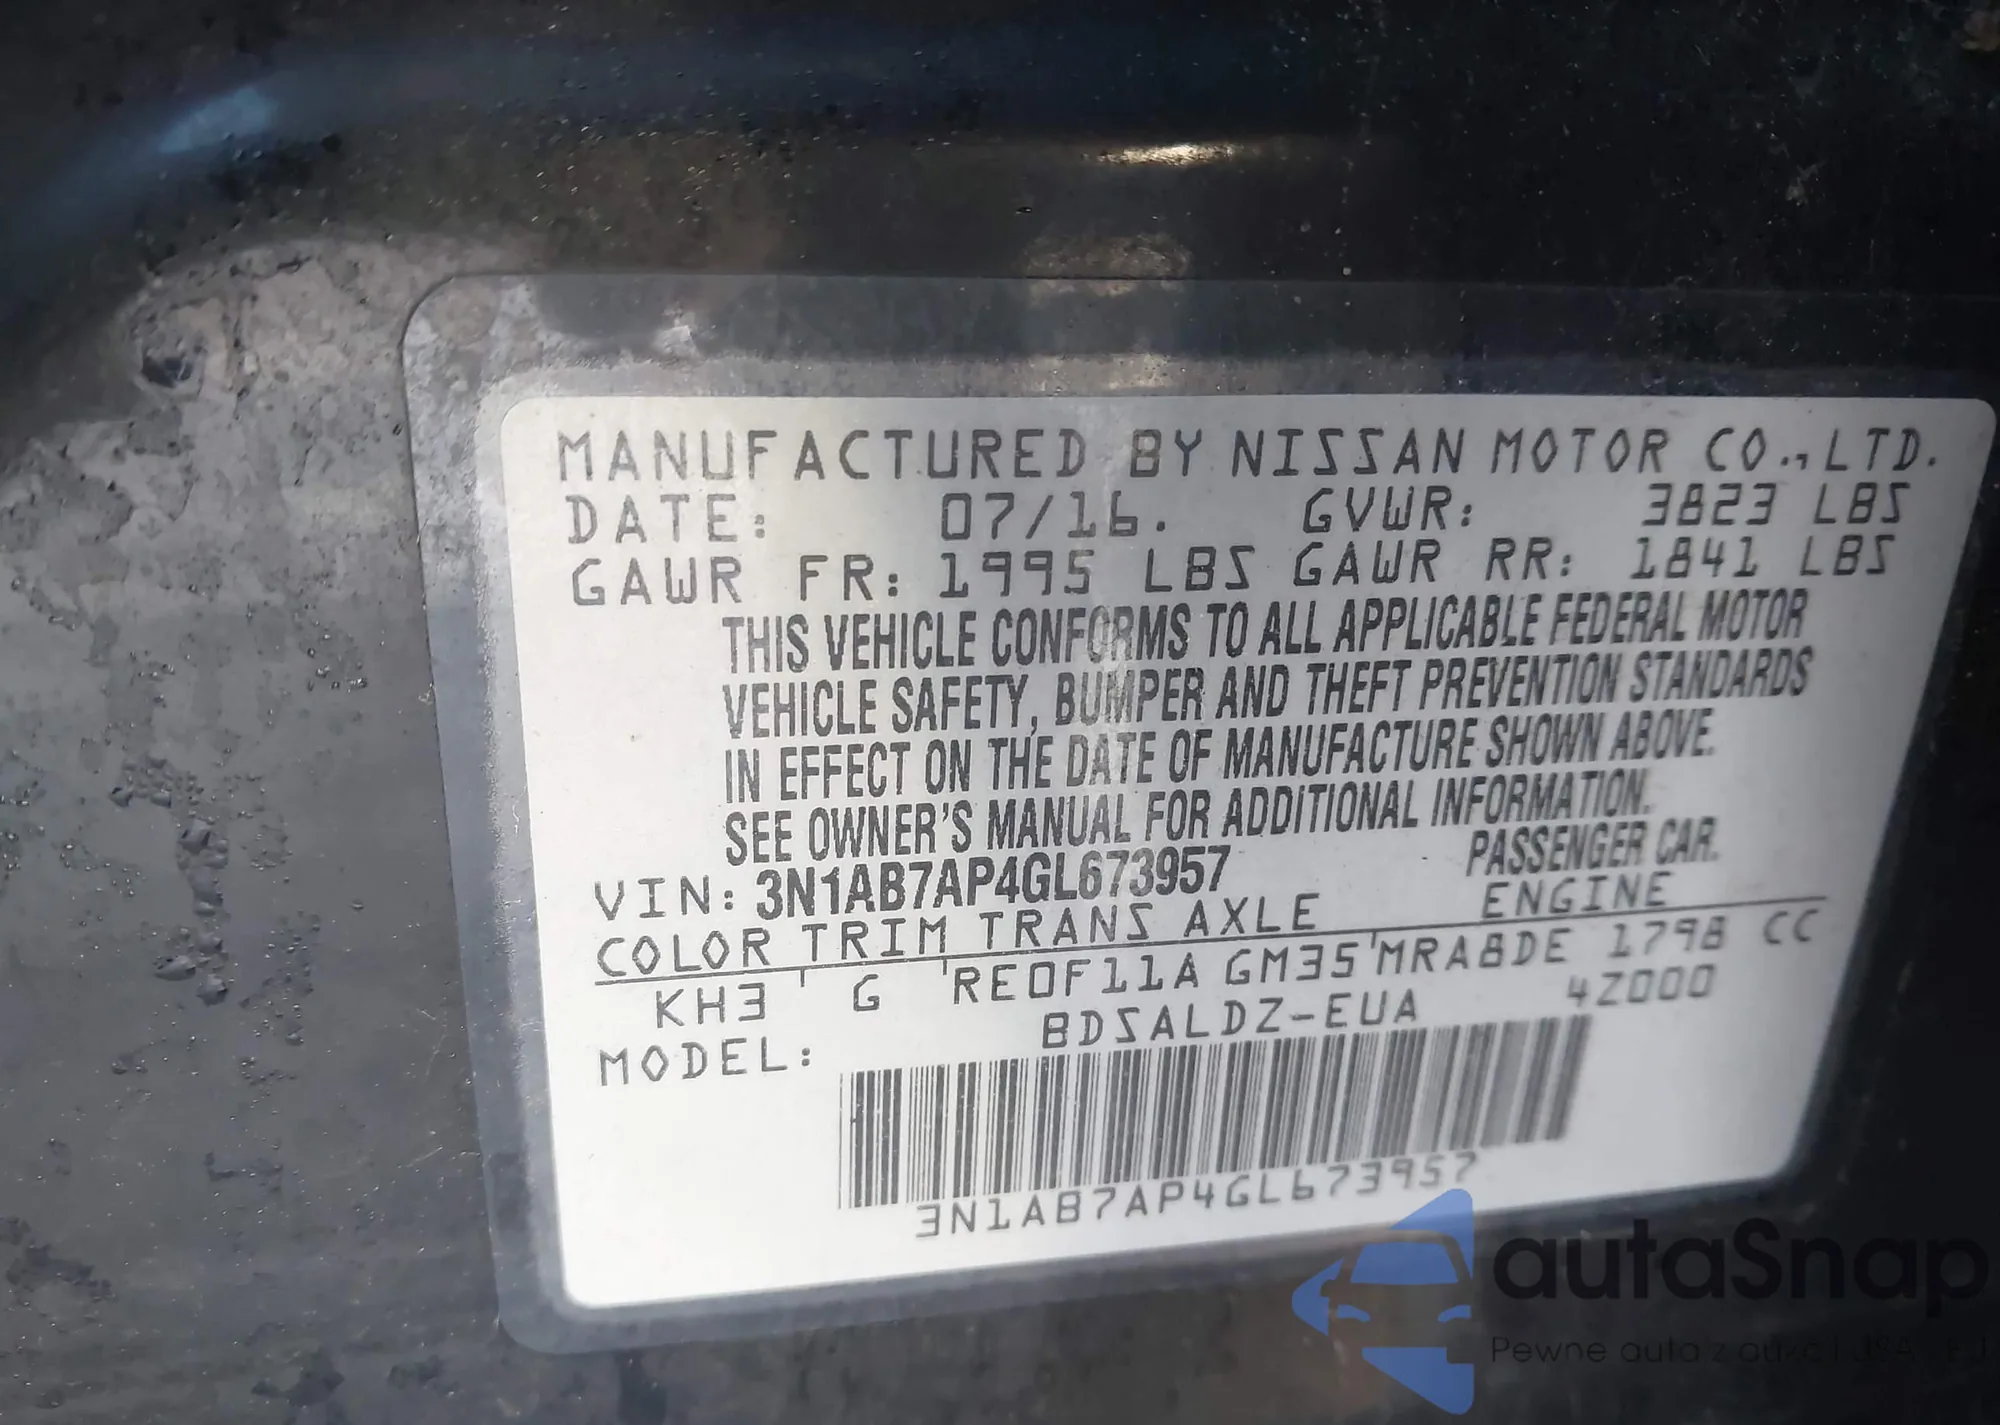 MANUFACTURED BY NISSAN MOTOR CO.,LTD.
DATE: 07/16. GVWR: 3823 LBS
GAWR FR: 1995 LBS GAWR RR: 1841 LBS
THIS VEHICLE CONFORMS TO ALL APPLICABLE FEDERAL MOTOR
VEHICLE SAFETY, BUMPER AND THEFT PREVENTION STANDARDS
IN EFFECT ON THE DATE OF MANUFACTURE SHOWN ABOVE.
SEE OWNER'S MANUAL FOR ADDITIONAL INFORMATION.
VIN: 3N1AB7AP4GL673957 PASSENGER CAR.
COLOR TRIM TRANS AXLE ENGINE
KH3 G RE0F11A GM35 MRA8DE 1798 CC
MODEL: BDSALDZ-EUA 4Z000
3N1AB7AP4GL673957
autaSnap
Pewne auta z